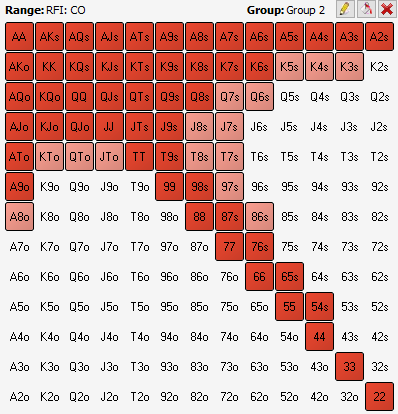 Range: RFI: CO Group: Group 2
AA AKs AQs AJs ATs A9s A8s A7s A6s A5s A4s A3s A2s
AKo KK KQs KJs KTs K9s K8s K7s K6s K5s K4s K3s K2s
AQo KQo QQ QJs QTs Q9s Q8s Q7s Q6s Q5s Q4s Q3s Q2s
AJo KJo QJo JJ JTs J9s J8s J7s J6s J5s J4s J3s J2s
ATo KTo QTo JTo TT T9s T8s T7s T6s T5s T4s T3s T2s
A9o K9o Q9o J9o T9o 99 98s 97s 96s 95s 94s 93s 92s
A8o K8o Q8o J8o T8o 98o 88 87s 86s 85s 84s 83s 82s
A7o K7o Q7o J7o T7o 97o 87o 77 76s 75s 74s 73s 72s
A6o K6o Q6o J6o T6o 96o 86o 76o 66 65s 64s 63s 62s
A5o K5o Q5o J5o T5o 95o 85o 75o 65o 55 54s 53s 52s
A4o K4o Q4o J4o T4o 94o 84o 74o 64o 54o 44 43s 42s
A3o K3o Q3o J3o T3o 93o 83o 73o 63o 53o 43o 33 32s
A2o K2o Q2o J2o T2o 92o 82o 72o 62o 52o 42o 32o 22